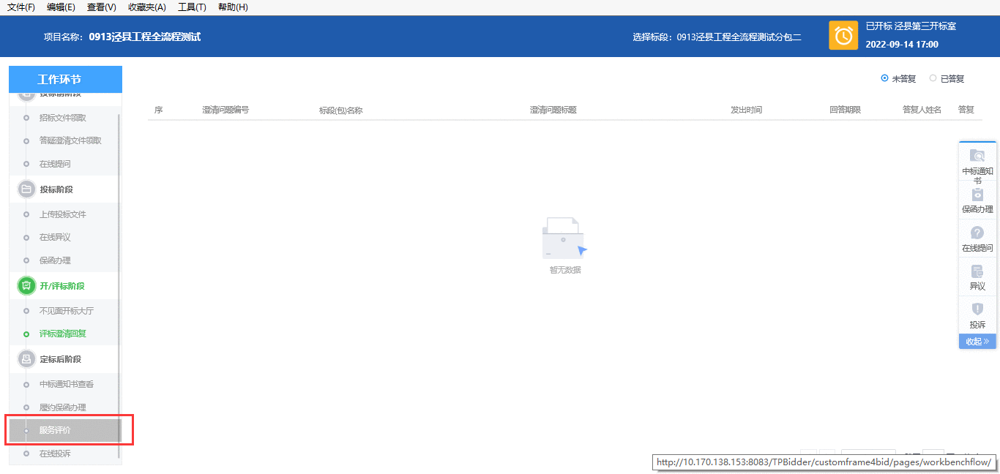 文件(F) 编辑(E) 查看(V) 收藏夹(A) 工具(T) 帮助(H)
项目名称： 0913泾县工程全流程测试
选择标段：0913泾县工程全流程测试分包二
已开标 泾县第三开标室
2022-09-14 17:00
工作环节
投标前阶段
招标文件领取
答疑澄清文件领取
在线提问
投标阶段
上传投标文件
在线异议
保函办理
开/评标阶段
不见面开标大厅
评标澄清回复
定标后阶段
中标通知书查看
履约保函办理
服务评价
在线投诉
未答复 已答复
序 澄清问题编号 标段(包)名称 澄清问题标题 发出时间 回答期限 答复人姓名 答复
暂无数据
中标通知
书
保函办理
在线提问
异议
投诉
收起 »
http://10.170.138.153:8083/TPBidder/customframe4bid/pages/workbenchflow/